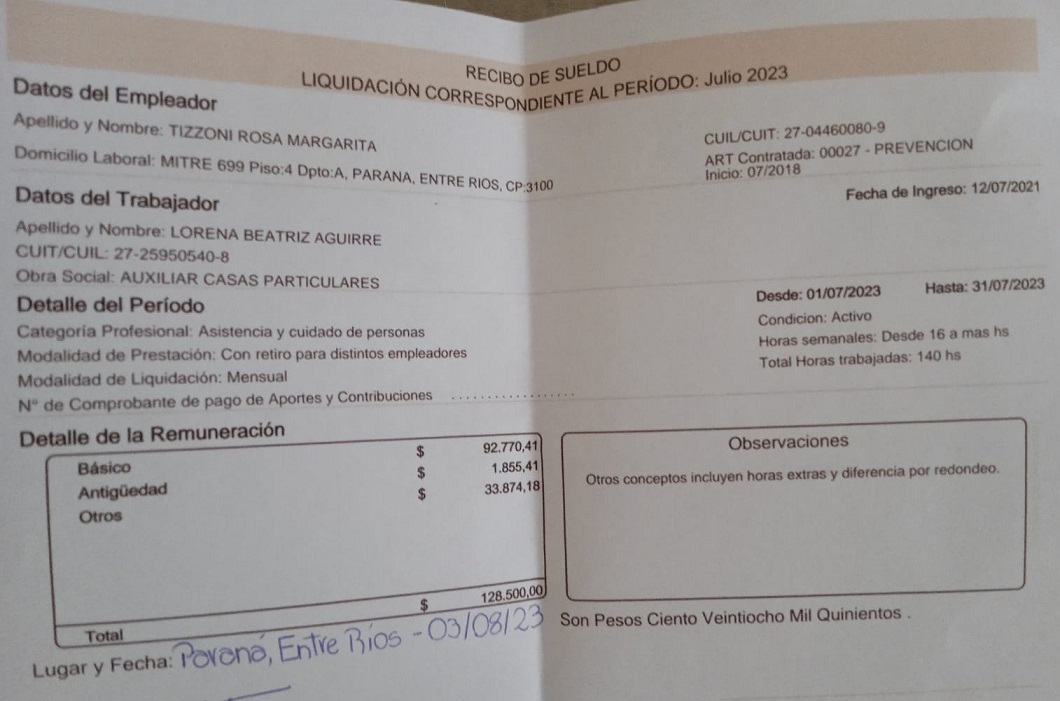 RECIBO DE SUELDO
LIQUIDACIÓN CORRESPONDIENTE AL PERÍODO: Julio 2023
Datos del Empleador
Apellido y Nombre: TIZZONI ROSA MARGARITA
CUIL/CUIT: 27-04460080-9
Domicilio Laboral: MITRE 699 Piso:4 Dpto:A, PARANA, ENTRE RIOS, CP:3100
ART Contratada: 00027 - PREVENCION
Inicio: 07/2018
Datos del Trabajador
Fecha de Ingreso: 12/07/2021
Apellido y Nombre: LORENA BEATRIZ AGUIRRE
CUIT/CUIL: 27-25950540-8
Obra Social: AUXILIAR CASAS PARTICULARES
Detalle del Período
Desde: 01/07/2023 Hasta: 31/07/2023
Categoría Profesional: Asistencia y cuidado de personas
Condicion: Activo
Modalidad de Prestación: Con retiro para distintos empleadores
Horas semanales: Desde 16 a mas hs
Modalidad de Liquidación: Mensual
Total Horas trabajadas: 140 hs
N° de Comprobante de pago de Aportes y Contribuciones ..................
Detalle de la Remuneración
Básico $ 92.770,41
Antigüedad $ 1.855,41
Otros $ 33.874,18
Total $ 128.500,00
Observaciones
Otros conceptos incluyen horas extras y diferencia por redondeo.
Son Pesos Ciento Veintiocho Mil Quinientos .
Lugar y Fecha: Paraná, Entre Ríos - 03/08/23